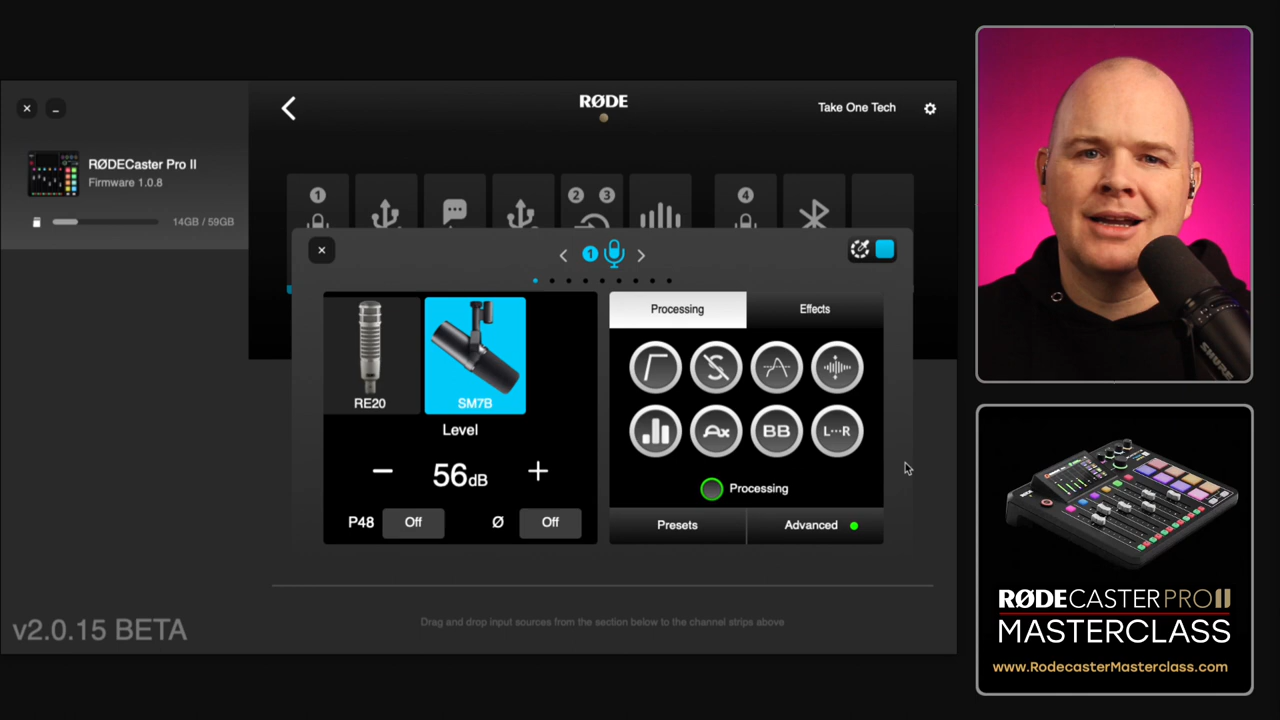 RØDE
Take One Tech
RØDECaster Pro II
Firmware 1.0.8
14GB / 59GB
1
2
3
4
1
RE20
SM7B
Level
56dB
P48
Off
Ø
Off
Processing
Effects
S
Ax
BB
L···R
Processing
Presets
Advanced
Drag and drop input sources from the section below to the channel strips above
v2.0.15 BETA
SHURE
RØDECASTER PRO II
MASTERCLASS
www.RodecasterMasterclass.com